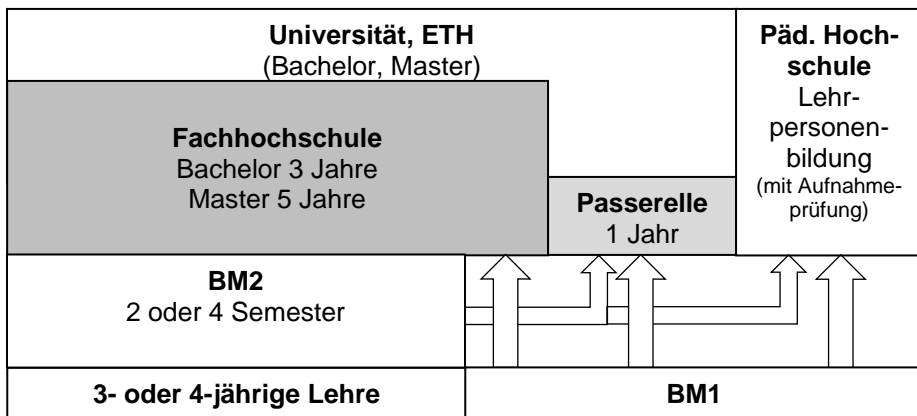 Universität, ETH
(Bachelor, Master)
Päd. Hoch-
schule
Lehr-
personen-
bildung
(mit Aufnahme-
prüfung)
Fachhochschule
Bachelor 3 Jahre
Master 5 Jahre
Passerelle
1 Jahr
BM2
2 oder 4 Semester
3- oder 4-jährige Lehre
BM1